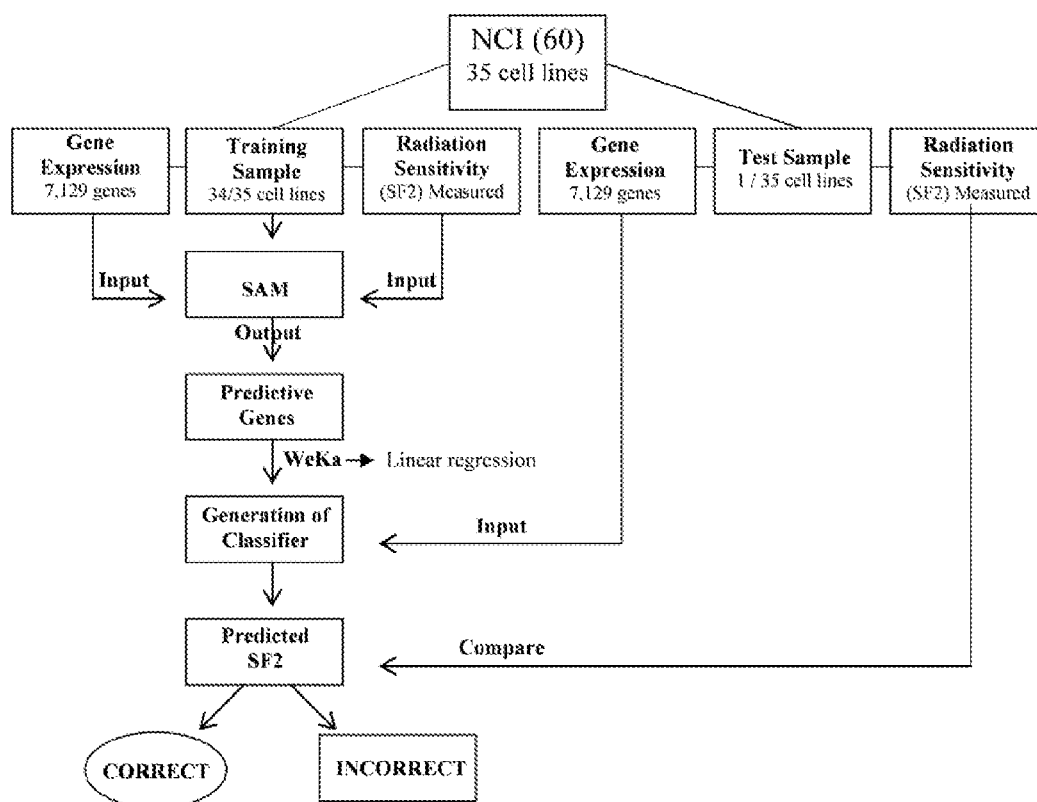 NCI (60)
35 cell lines
Gene
Expression
7,129 genes
Training
Sample
34/35 cell lines
Radiation
Sensitivity
(SF2) Measured
Gene
Expression
7,129 genes
Test Sample
1 / 35 cell lines
Radiation
Sensitivity
(SF2) Measured
Input
SAM
Input
Output
Predictive
Genes
WeKa
Linear regression
Generation of
Classifier
Input
Predicted
SF2
Compare
CORRECT
INCORRECT